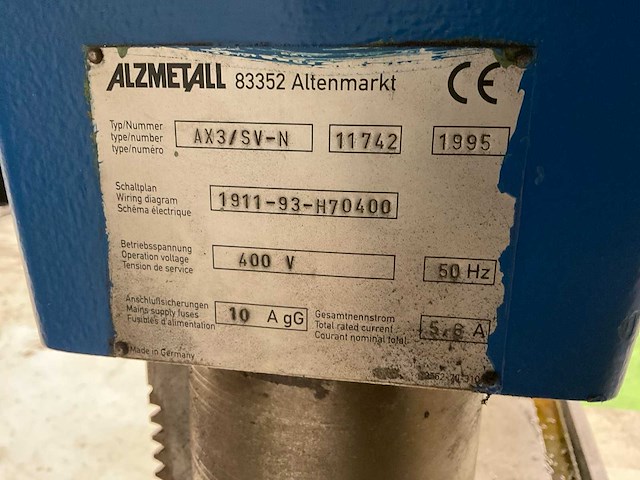 ALZMETALL 83352 Altenmarkt CE
Typ/Nummer
type/number
type/numéro
AX3/SV-N 11742 1995
Schaltplan
Wiring diagram
Schéma électrique
1911-93-H70400
Betriebsspannung
Operation voltage
Tension de service
400 V 50 Hz
Anschlußsicherungen
Mains supply fuses
Fusibles d'alimentation
10 A gG
Gesamtnennstrom
Total rated current
Courant nominal total
5,8 A
Made in Germany